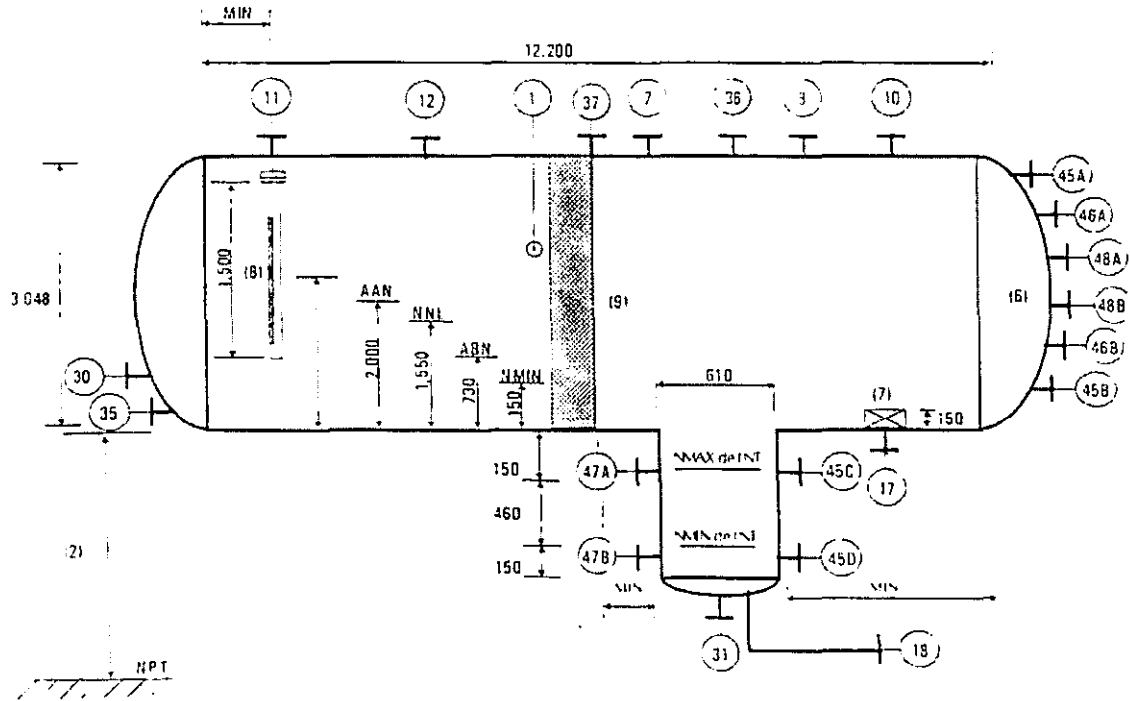 MIN
12.200
11
12
1
37
7
36
3
10
45A
46A
48A
48B
46B
45B
3 048
1,500
(8)
AAN
NNI
ABN
NMIN
2,000
1,550
730
150
(9)
(6)
30
35
610
(7)
150
NMAX de INT
47A
45C
17
150
460
150
NMIN de INT
47B
45D
MIN
MIN
31
18
NPT